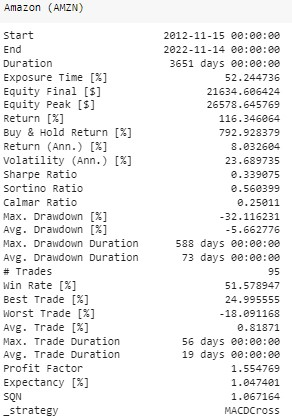 Amazon (AMZN)
Start 2012-11-15 00:00:00
End 2022-11-14 00:00:00
Duration 3651 days 00:00:00
Exposure Time [%] 52.244736
Equity Final [$] 21634.606424
Equity Peak [$] 26578.645769
Return [%] 116.346064
Buy & Hold Return [%] 792.928379
Return (Ann.) [%] 8.032604
Volatility (Ann.) [%] 23.689735
Sharpe Ratio 0.339075
Sortino Ratio 0.560399
Calmar Ratio 0.25011
Max. Drawdown [%] -32.116231
Avg. Drawdown [%] -5.662776
Max. Drawdown Duration 588 days 00:00:00
Avg. Drawdown Duration 73 days 00:00:00
# Trades 95
Win Rate [%] 51.578947
Best Trade [%] 24.995555
Worst Trade [%] -18.091168
Avg. Trade [%] 0.81871
Max. Trade Duration 56 days 00:00:00
Avg. Trade Duration 19 days 00:00:00
Profit Factor 1.554769
Expectancy [%] 1.047401
SQN 1.067164
_strategy MACDCross